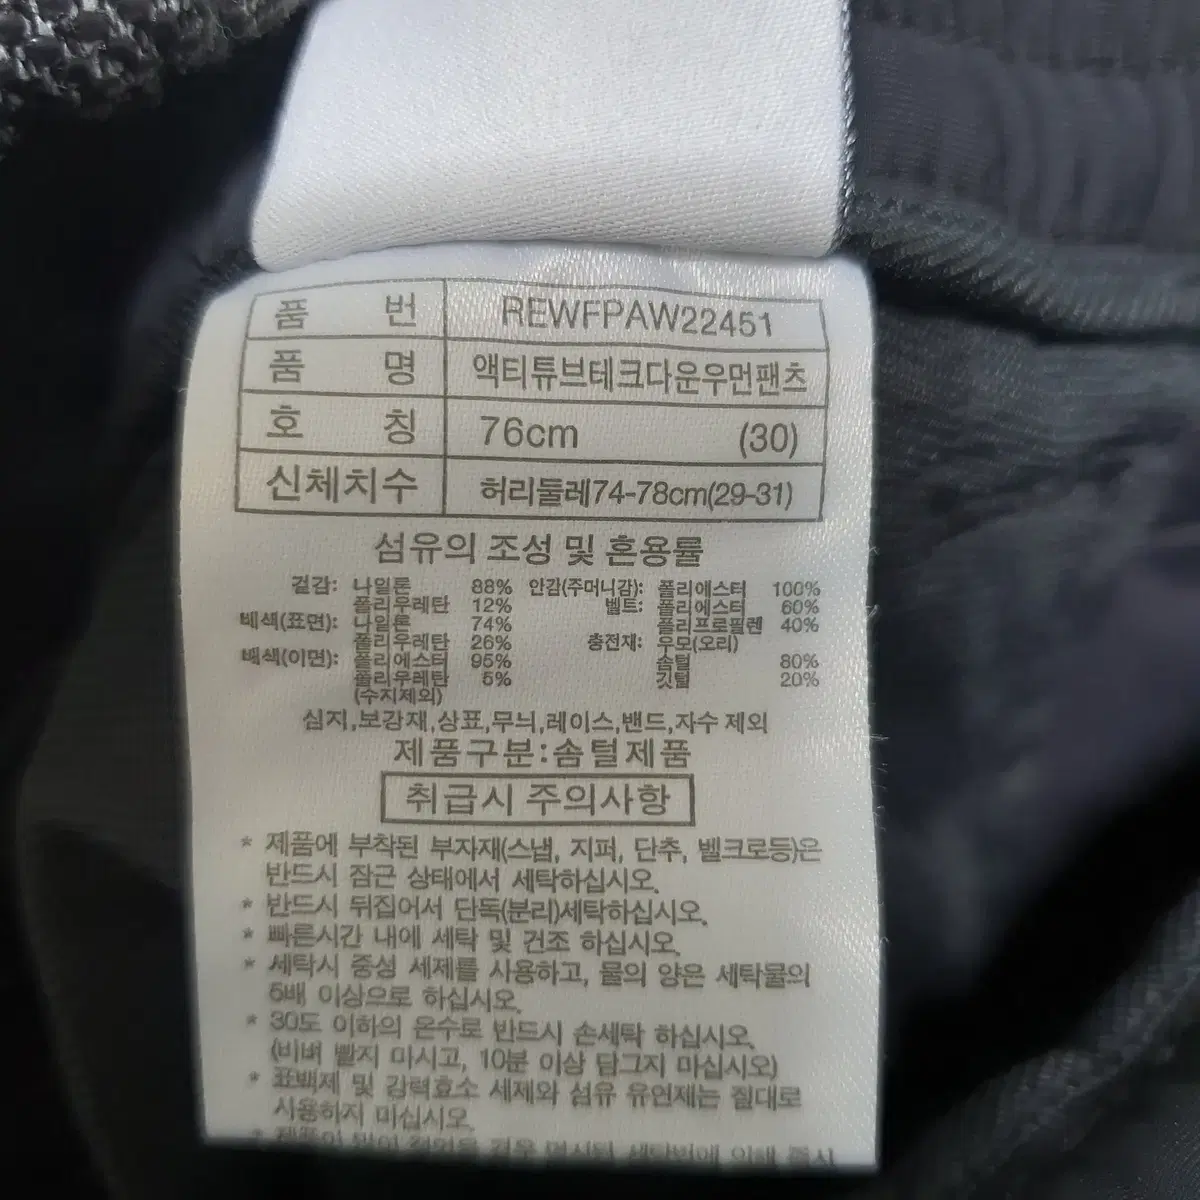 품 번 REWFPAW22451
품 명 액티튜브테크다운우먼팬츠
호 칭 76cm (30)
신체치수 허리둘레74-78cm(29-31)
섬유의 조성 및 혼용률
겉감: 나일론 88% 안감(주머니감): 폴리에스터 100%
폴리우레탄 12% 벨트: 폴리에스터 60%
배색(표면): 나일론 74% 폴리프로필렌 40%
폴리우레탄 26% 충전재: 우모(오리)
배색(이면): 폴리에스터 95% 솜털 80%
폴리우레탄 5% 깃털 20%
(수지제외)
심지,보강재,상표,무늬,레이스,밴드,자수 제외
제품구분:솜털제품
취급시 주의사항
* 제품에 부착된 부자재(스냅, 지퍼, 단추, 벨크로등)은
반드시 잠근 상태에서 세탁하십시오.
* 반드시 뒤집어서 단독(분리)세탁하십시오.
* 빠른시간 내에 세탁 및 건조 하십시오.
* 세탁시 중성 세제를 사용하고, 물의 양은 세탁물의
5배 이상으로 하십시오.
* 30도 이하의 온수로 반드시 손세탁 하십시오.
(비벼 빨지 마시고, 10분 이상 담그지 마십시오)
* 표백제 및 강력효소 세제와 섬유 유연제는 절대로
사용하지 마십시오.